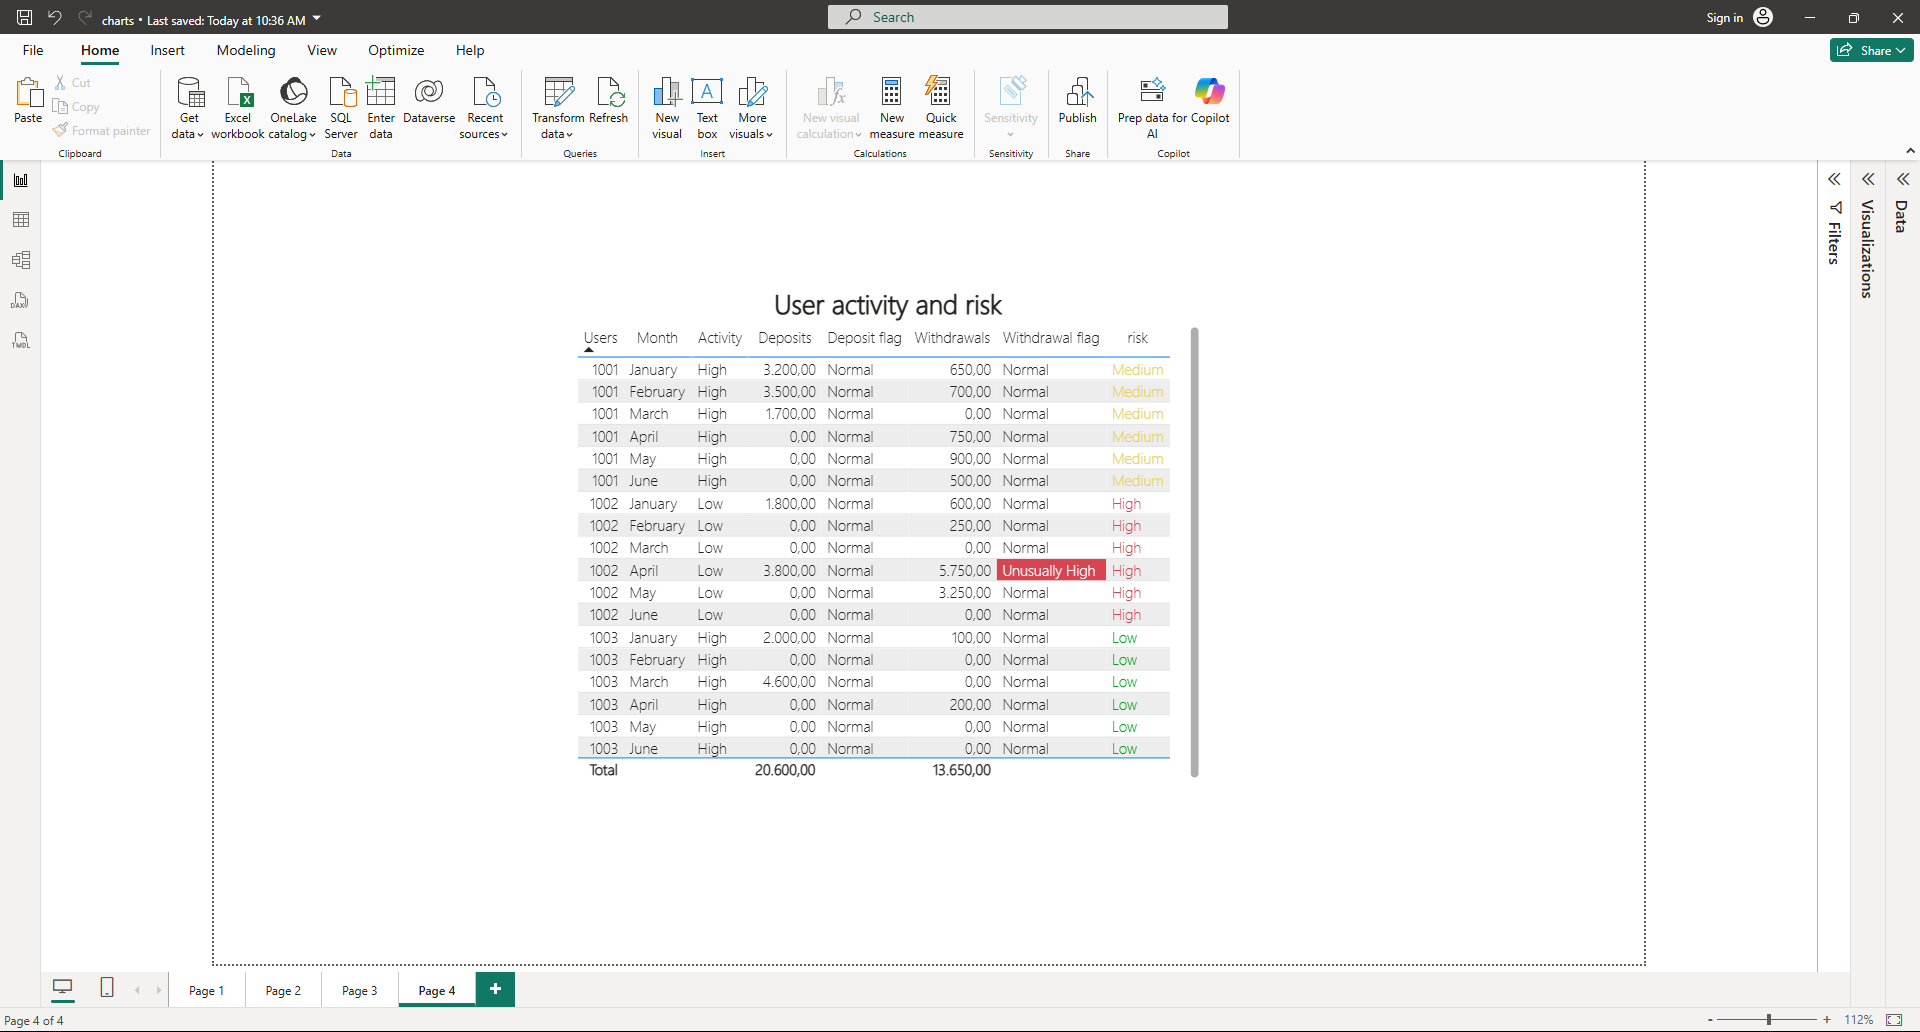 charts • Last saved: Today at 10:36 AM
Search
Sign in
File Home Insert Modeling View Optimize Help
Share
Paste
Cut
Copy
Format painter
Clipboard
Get data
Excel workbook
OneLake catalog
SQL Server
Enter data
Dataverse
Recent sources
Data
Transform data
Refresh
Queries
New visual
Text box
More visuals
Insert
New visual calculation
New measure
Quick measure
Calculations
Sensitivity
Sensitivity
Publish
Share
Prep data for AI
Copilot
Copilot
DAX
TMDL
Filters
Visualizations
Data
User activity and risk
Users Month Activity Deposits Deposit flag Withdrawals Withdrawal flag risk
1001 January High 3.200,00 Normal 650,00 Normal Medium
1001 February High 3.500,00 Normal 700,00 Normal Medium
1001 March High 1.700,00 Normal 0,00 Normal Medium
1001 April High 0,00 Normal 750,00 Normal Medium
1001 May High 0,00 Normal 900,00 Normal Medium
1001 June High 0,00 Normal 500,00 Normal Medium
1002 January Low 1.800,00 Normal 600,00 Normal High
1002 February Low 0,00 Normal 250,00 Normal High
1002 March Low 0,00 Normal 0,00 Normal High
1002 April Low 3.800,00 Normal 5.750,00 Unusually High High
1002 May Low 0,00 Normal 3.250,00 Normal High
1002 June Low 0,00 Normal 0,00 Normal High
1003 January High 2.000,00 Normal 100,00 Normal Low
1003 February High 0,00 Normal 0,00 Normal Low
1003 March High 4.600,00 Normal 0,00 Normal Low
1003 April High 0,00 Normal 200,00 Normal Low
1003 May High 0,00 Normal 0,00 Normal Low
1003 June High 0,00 Normal 0,00 Normal Low
Total 20.600,00 13.650,00
Page 1 Page 2 Page 3 Page 4 +
Page 4 of 4
- + 112%